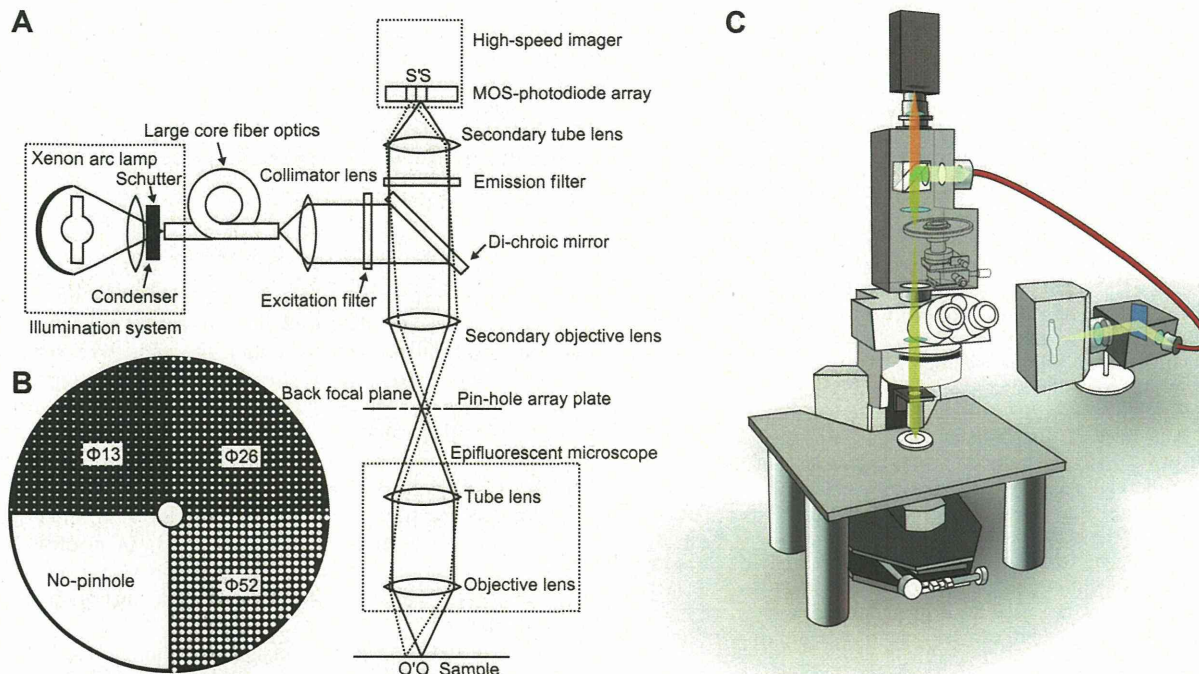 A
High-speed imager
S'S
MOS-photodiode array
Large core fiber optics
Secondary tube lens
Xenon arc lamp
Schutter
Collimator lens
Emission filter
Di-chroic mirror
Condenser
Excitation filter
Illumination system
Secondary objective lens
B
Back focal plane
Pin-hole array plate
Φ13
Φ26
Epifluorescent microscope
Tube lens
No-pinhole
Φ52
Objective lens
O'O Sample
C